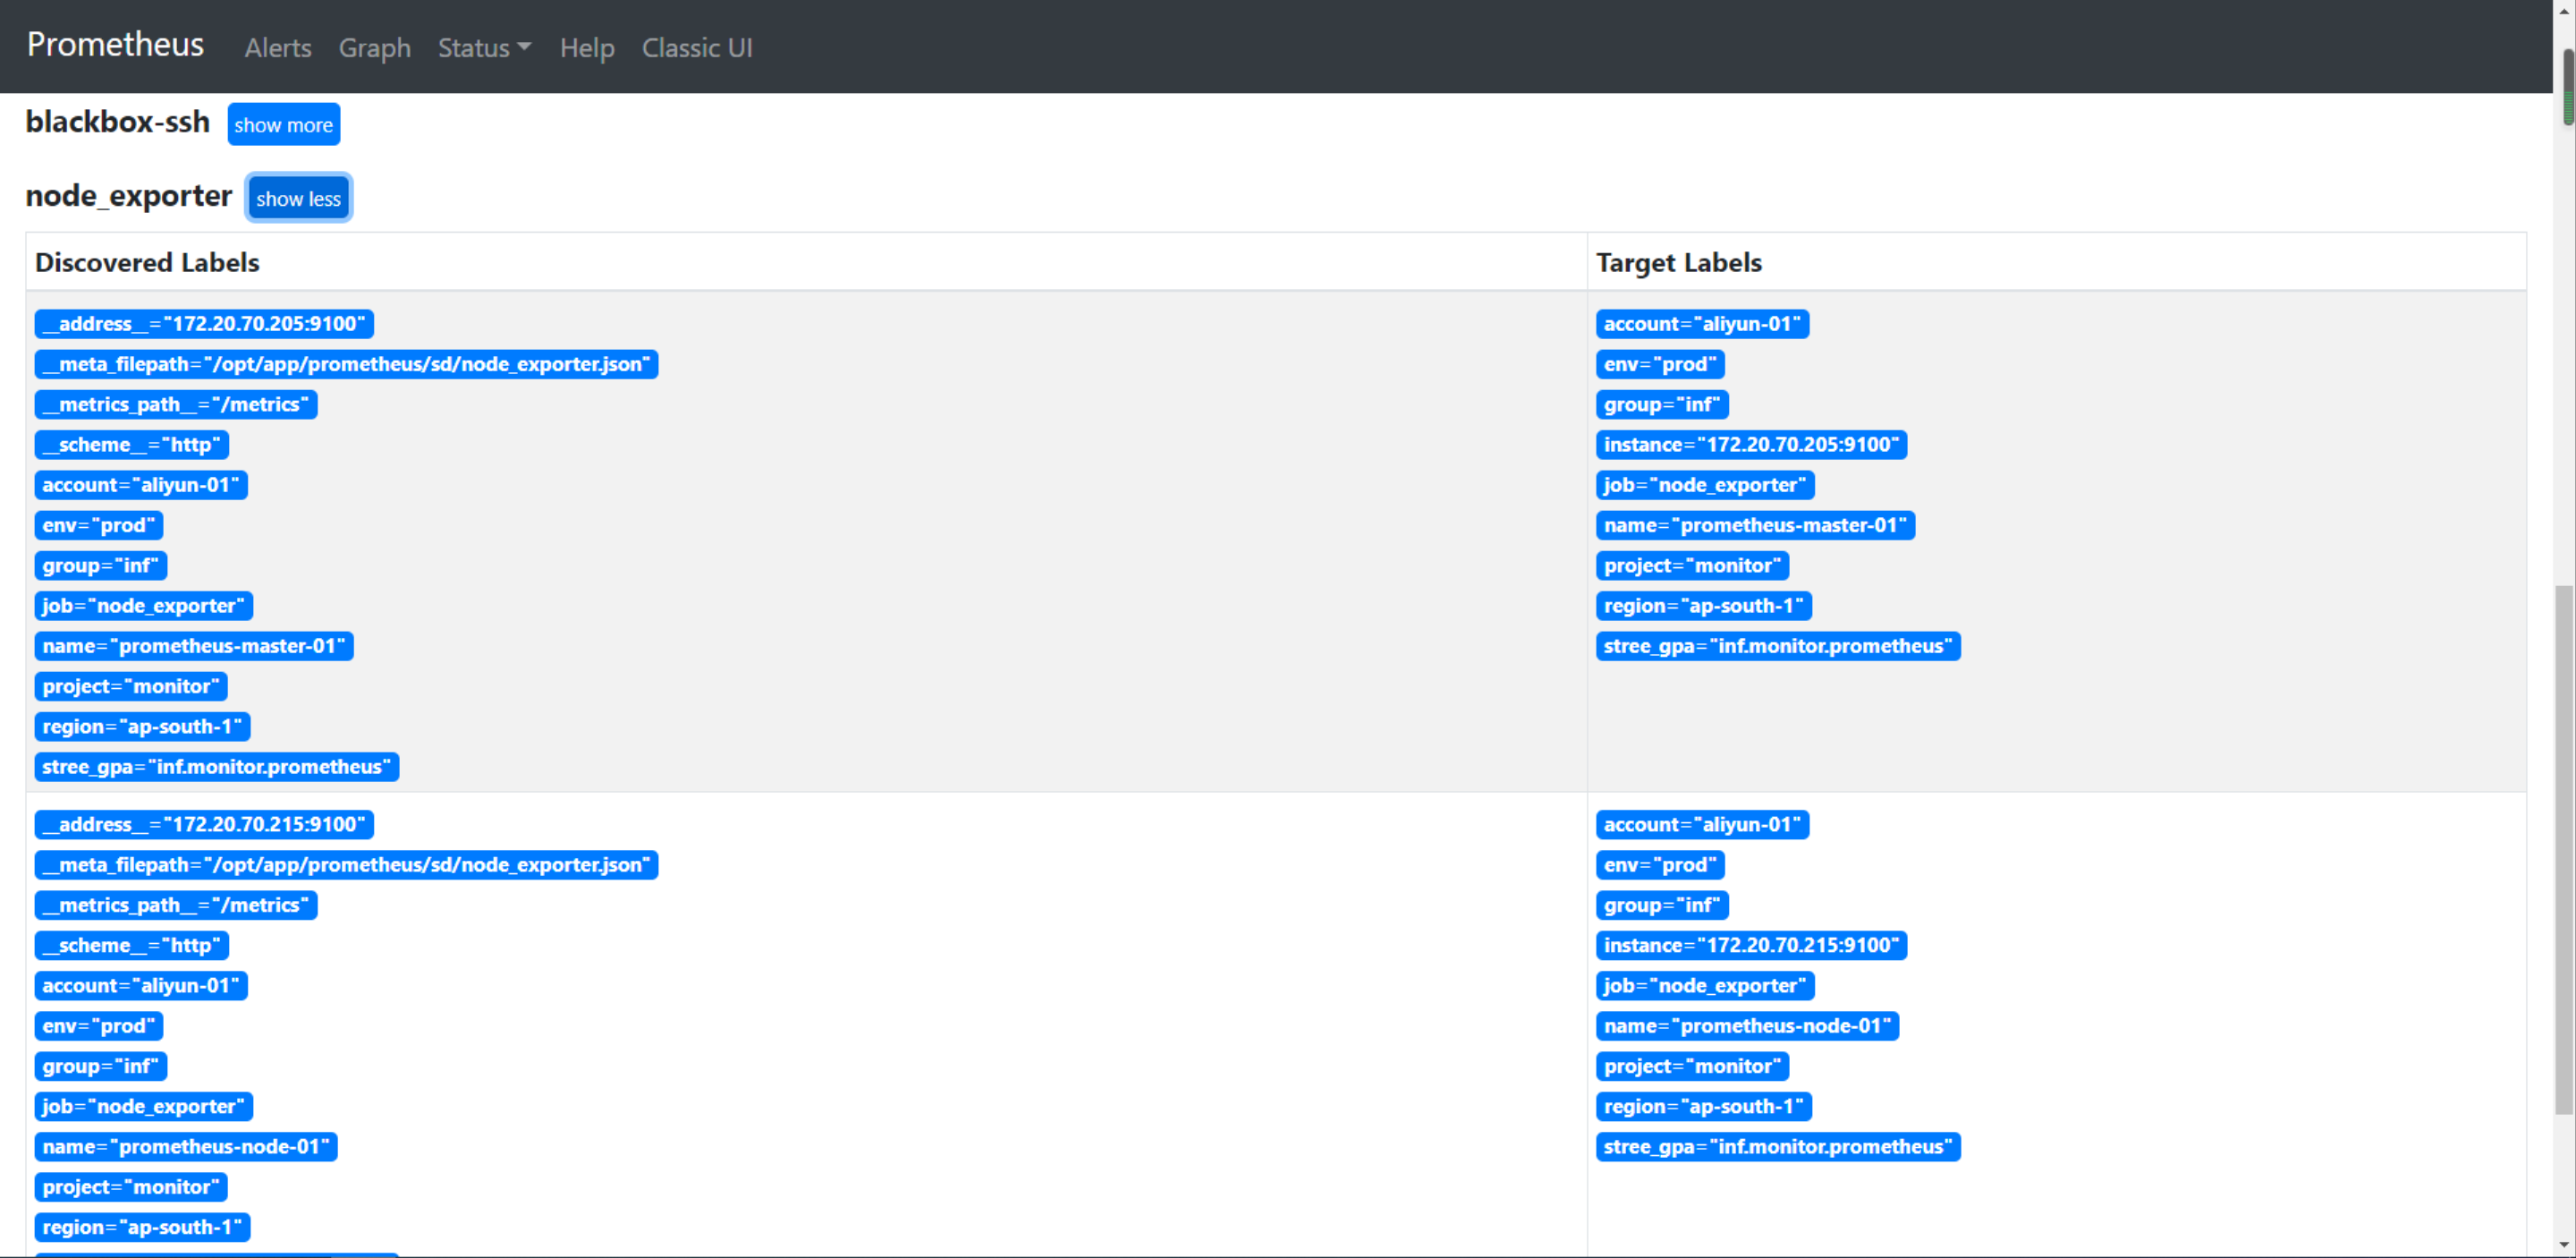 Prometheus Alerts Graph Status Help Classic UI
blackbox-ssh show more
node_exporter show less
Discovered Labels Target Labels
__address__="172.20.70.205:9100" account="aliyun-01"
__meta_filepath="/opt/app/prometheus/sd/node_exporter.json" env="prod"
__metrics_path__="/metrics" group="inf"
__scheme__="http" instance="172.20.70.205:9100"
account="aliyun-01" job="node_exporter"
env="prod" name="prometheus-master-01"
group="inf" project="monitor"
job="node_exporter" region="ap-south-1"
name="prometheus-master-01" stree_gpa="inf.monitor.prometheus"
project="monitor"
region="ap-south-1"
stree_gpa="inf.monitor.prometheus"
__address__="172.20.70.215:9100" account="aliyun-01"
__meta_filepath="/opt/app/prometheus/sd/node_exporter.json" env="prod"
__metrics_path__="/metrics" group="inf"
__scheme__="http" instance="172.20.70.215:9100"
account="aliyun-01" job="node_exporter"
env="prod" name="prometheus-node-01"
group="inf" project="monitor"
job="node_exporter" region="ap-south-1"
name="prometheus-node-01" stree_gpa="inf.monitor.prometheus"
project="monitor"
region="ap-south-1"